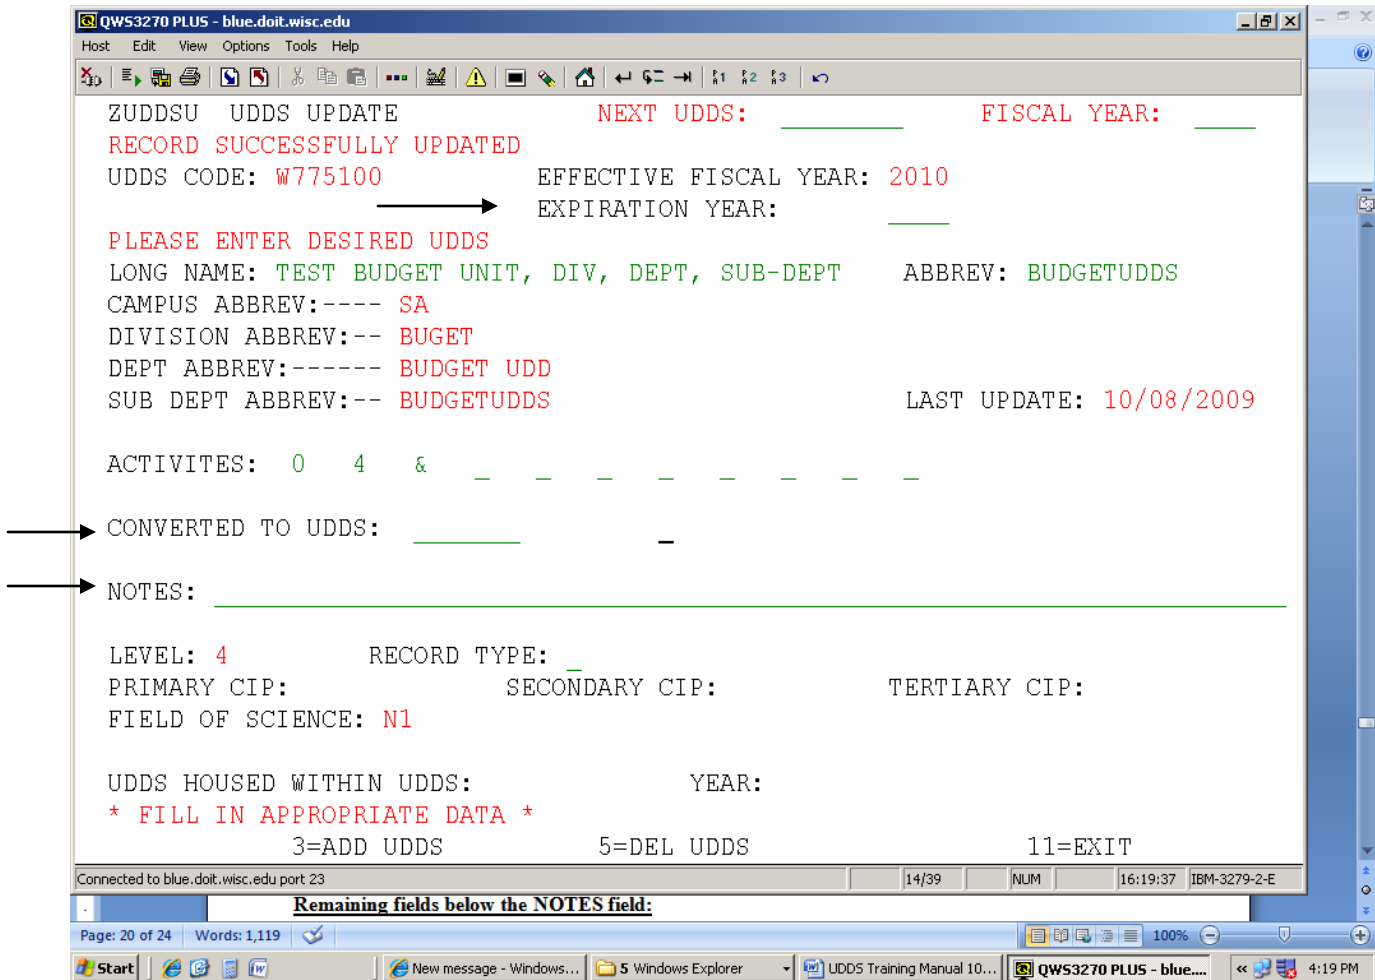 QWS3270 PLUS - blue.doit.wisc.edu
Host Edit View Options Tools Help
ZUDDSU UDDS UPDATE NEXT UDDS: FISCAL YEAR:
RECORD SUCCESSFULLY UPDATED
UDDS CODE: W775100 EFFECTIVE FISCAL YEAR: 2010
EXPIRATION YEAR:
PLEASE ENTER DESIRED UDDS
LONG NAME: TEST BUDGET UNIT, DIV, DEPT, SUB-DEPT ABBREV: BUDGETUDDS
CAMPUS ABBREV:---- SA
DIVISION ABBREV:-- BUGET
DEPT ABBREV:------ BUDGET UDD
SUB DEPT ABBREV:-- BUDGETUDDS LAST UPDATE: 10/08/2009
ACTIVITES: 0 4 & _ _ _ _ _ _ _ _
CONVERTED TO UDDS: _______ _
NOTES:
LEVEL: 4 RECORD TYPE: _
PRIMARY CIP: SECONDARY CIP: TERTIARY CIP:
FIELD OF SCIENCE: N1
UDDS HOUSED WITHIN UDDS: YEAR:
* FILL IN APPROPRIATE DATA *
3=ADD UDDS 5=DEL UDDS 11=EXIT
Connected to blue.doit.wisc.edu port 23 14/39 NUM 16:19:37 IBM-3279-2-E
Remaining fields below the NOTES field:
Page: 20 of 24 Words: 1,119 100%
Start New message - Windows... 5 Windows Explorer UDDS Training Manual 10... QWS3270 PLUS - blue.... « 4:19 PM